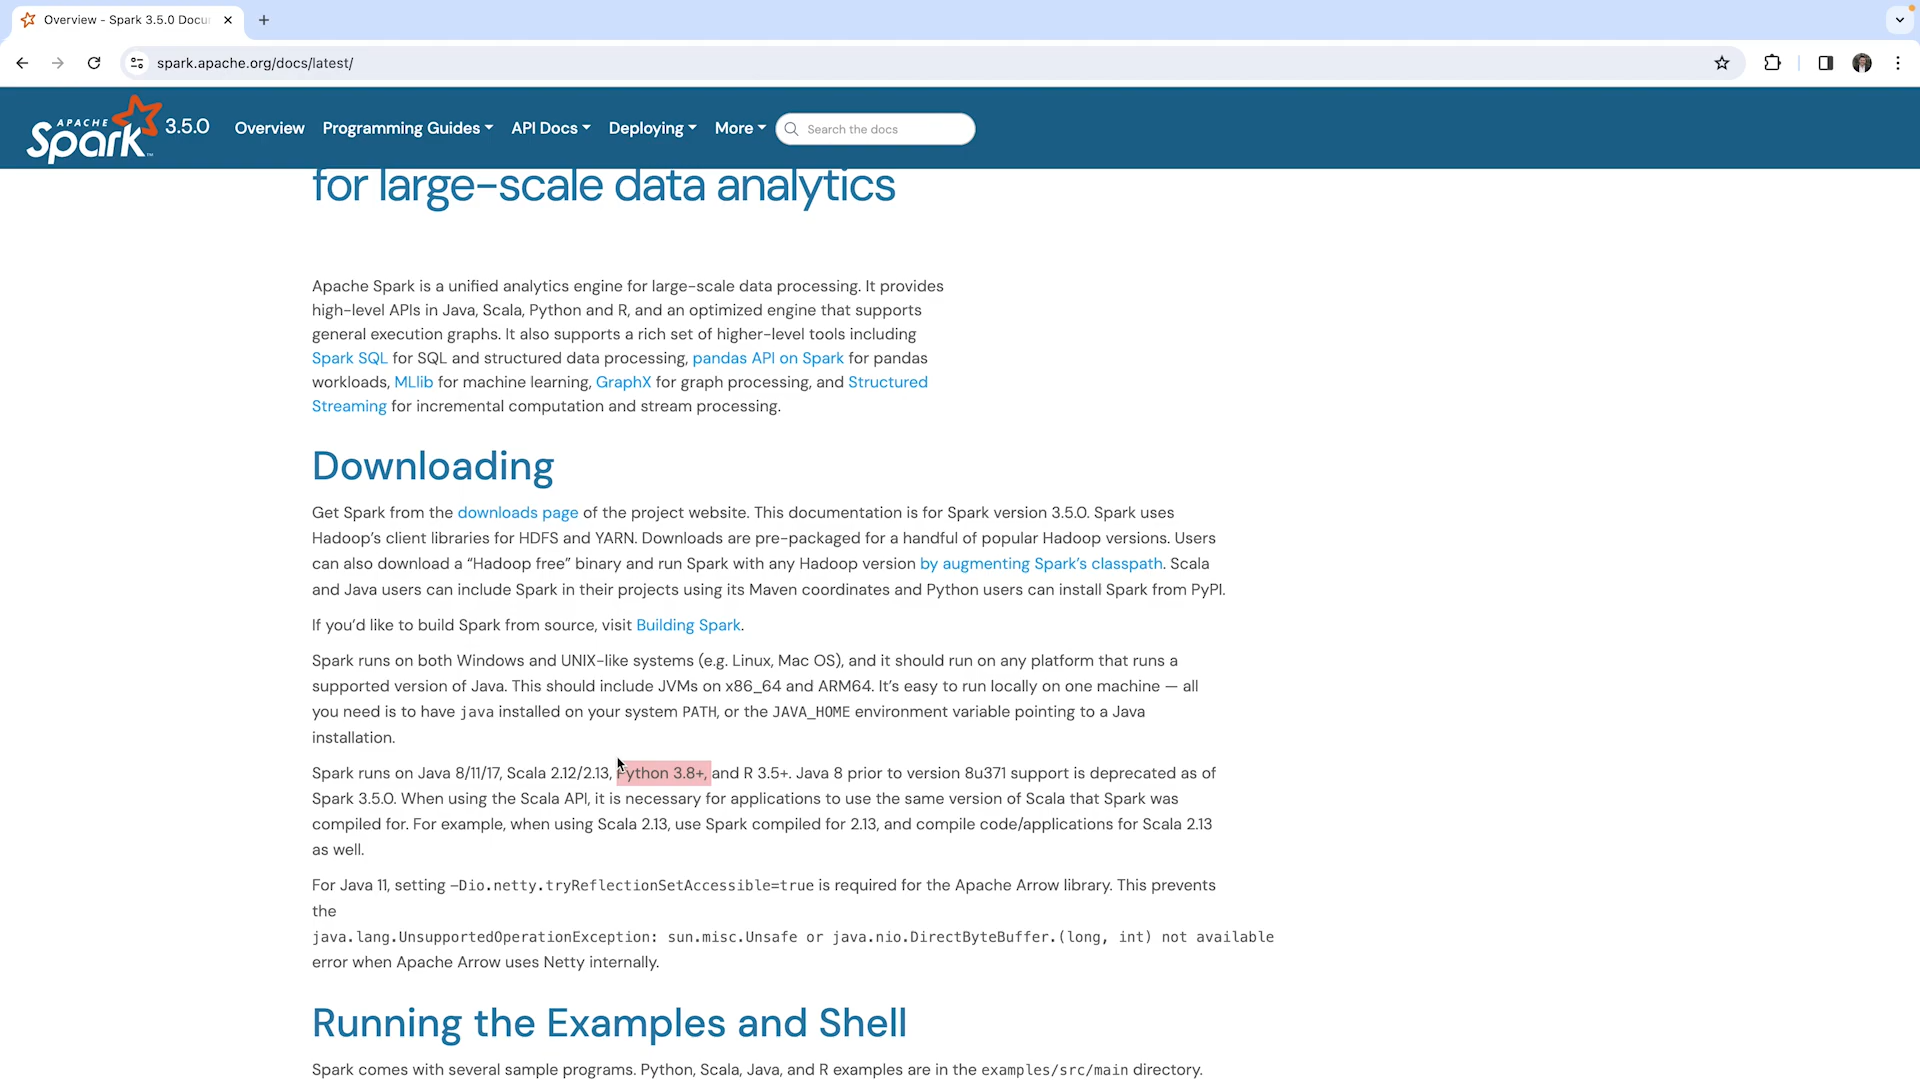 Overview - Spark 3.5.0 Docu
spark.apache.org/docs/latest/
APACHE Spark™ 3.5.0 Overview Programming Guides API Docs Deploying More Search the docs
for large-scale data analytics
Apache Spark is a unified analytics engine for large-scale data processing. It provides
high-level APIs in Java, Scala, Python and R, and an optimized engine that supports
general execution graphs. It also supports a rich set of higher-level tools including
Spark SQL for SQL and structured data processing, pandas API on Spark for pandas
workloads, MLlib for machine learning, GraphX for graph processing, and Structured
Streaming for incremental computation and stream processing.
Downloading
Get Spark from the downloads page of the project website. This documentation is for Spark version 3.5.0. Spark uses
Hadoop’s client libraries for HDFS and YARN. Downloads are pre-packaged for a handful of popular Hadoop versions. Users
can also download a “Hadoop free” binary and run Spark with any Hadoop version by augmenting Spark’s classpath. Scala
and Java users can include Spark in their projects using its Maven coordinates and Python users can install Spark from PyPI.
If you’d like to build Spark from source, visit Building Spark.
Spark runs on both Windows and UNIX-like systems (e.g. Linux, Mac OS), and it should run on any platform that runs a
supported version of Java. This should include JVMs on x86_64 and ARM64. It’s easy to run locally on one machine — all
you need is to have java installed on your system PATH, or the JAVA_HOME environment variable pointing to a Java
installation.
Spark runs on Java 8/11/17, Scala 2.12/2.13, Python 3.8+, and R 3.5+. Java 8 prior to version 8u371 support is deprecated as of
Spark 3.5.0. When using the Scala API, it is necessary for applications to use the same version of Scala that Spark was
compiled for. For example, when using Scala 2.13, use Spark compiled for 2.13, and compile code/applications for Scala 2.13
as well.
For Java 11, setting -Dio.netty.tryReflectionSetAccessible=true is required for the Apache Arrow library. This prevents
the
java.lang.UnsupportedOperationException: sun.misc.Unsafe or java.nio.DirectByteBuffer.(long, int) not available
error when Apache Arrow uses Netty internally.
Running the Examples and Shell
Spark comes with several sample programs. Python, Scala, Java, and R examples are in the examples/src/main directory.